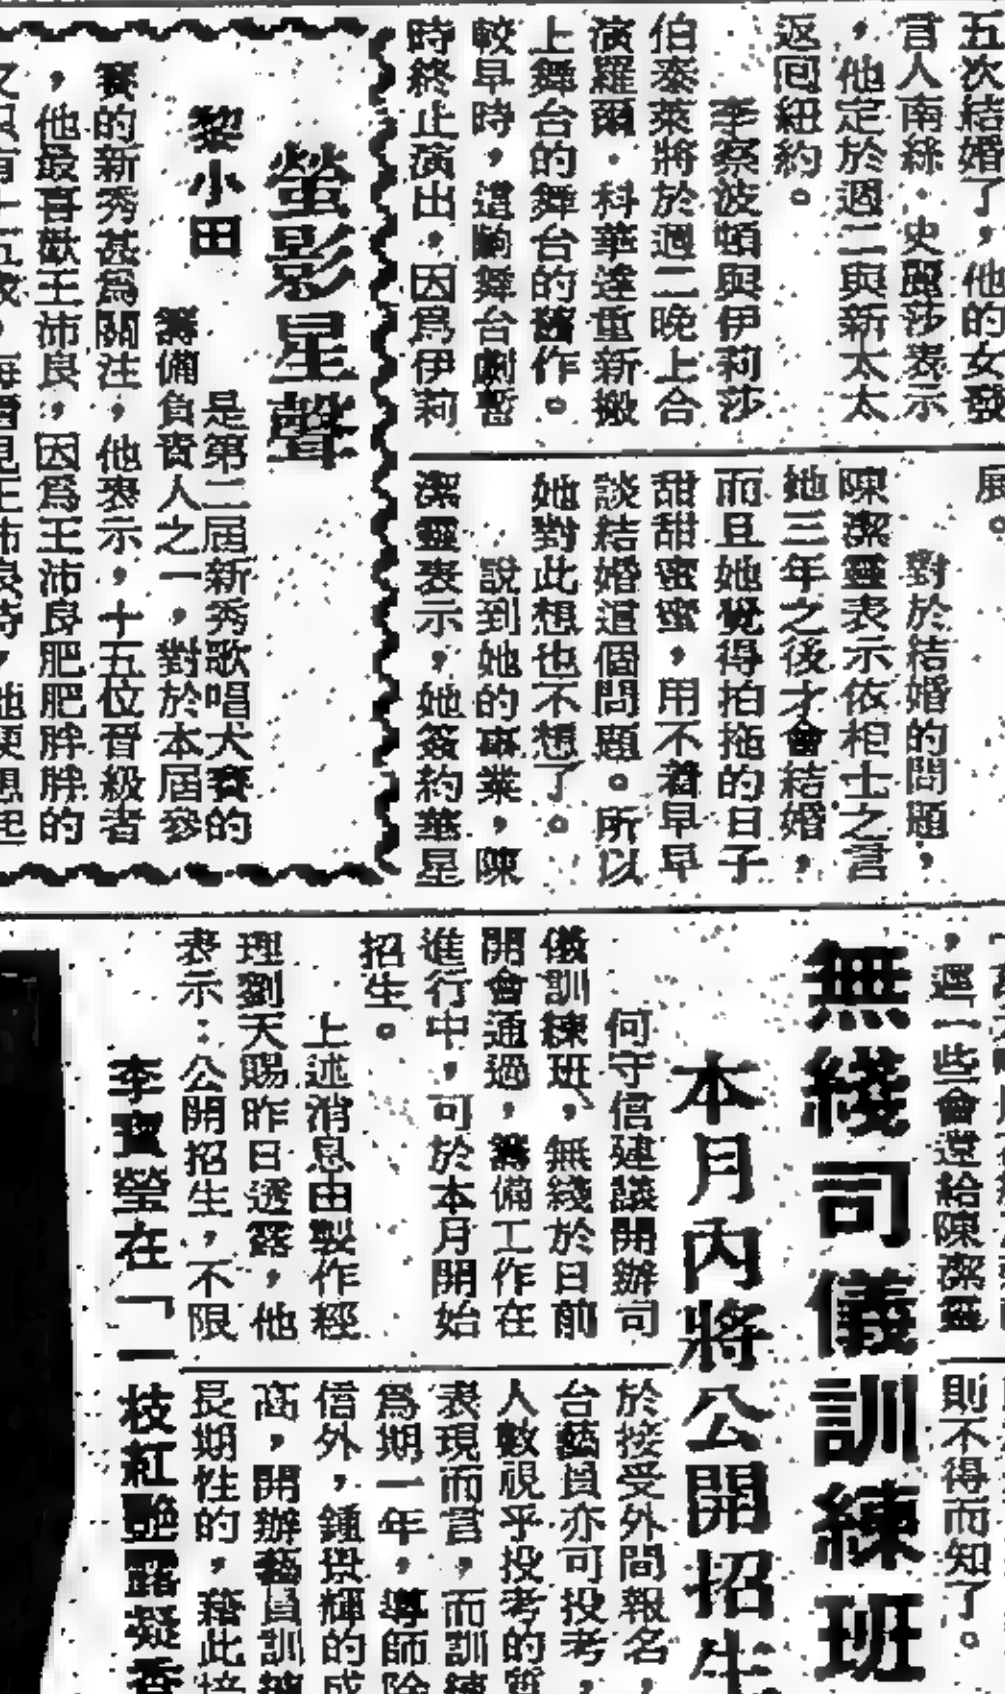 五次結婚了，他的女發
言人南絲．史麗莎表示
，他定於週二與新太太
返囘紐約。
李察波頓與伊莉莎
伯泰萊將於週二晚上合
演羅爾．科華達重新搬
上舞台的舞台的舊作。
較早時，這齣舞台劇暫
時終止演出，因爲伊莉
展。
對於結婚的問題，
陳潔靈表示依相士之言
她三年之後才會結婚，
而且她覺得拍拖的日子
甜甜蜜蜜，用不着早早
談結婚這個問題。所以
她對此想也不想了。
說到她的事業，陳
潔靈表示，她簽約華星
螢影星聲
黎小田
是第二屆新秀歌唱大賽的
籌備負責人之一，對於本屆參
賽的新秀甚爲關注，他表示，十五位晉級者
，他最喜歡王沛良，因爲王沛良肥肥胖胖的
，還一些會還給陳潔靈
則不得而知了。
無綫司儀訓練班
本月內將公開招生
何守信建議開辦司
儀訓練班，無綫於日前
開會通過，籌備工作在
進行中，可於本月開始
招生。
上述消息由製作經
理劉天賜昨日透露，他
表示：公開招生，不限
於接受外間報名，
台藝員亦可投考，
人數視乎投考的質
表現而言，而訓練
爲期一年，導師除
信外，鍾景輝的成
高，開辦藝員訓練
長期性的，藉此培
李寶瑩在「一枝紅艷露凝香